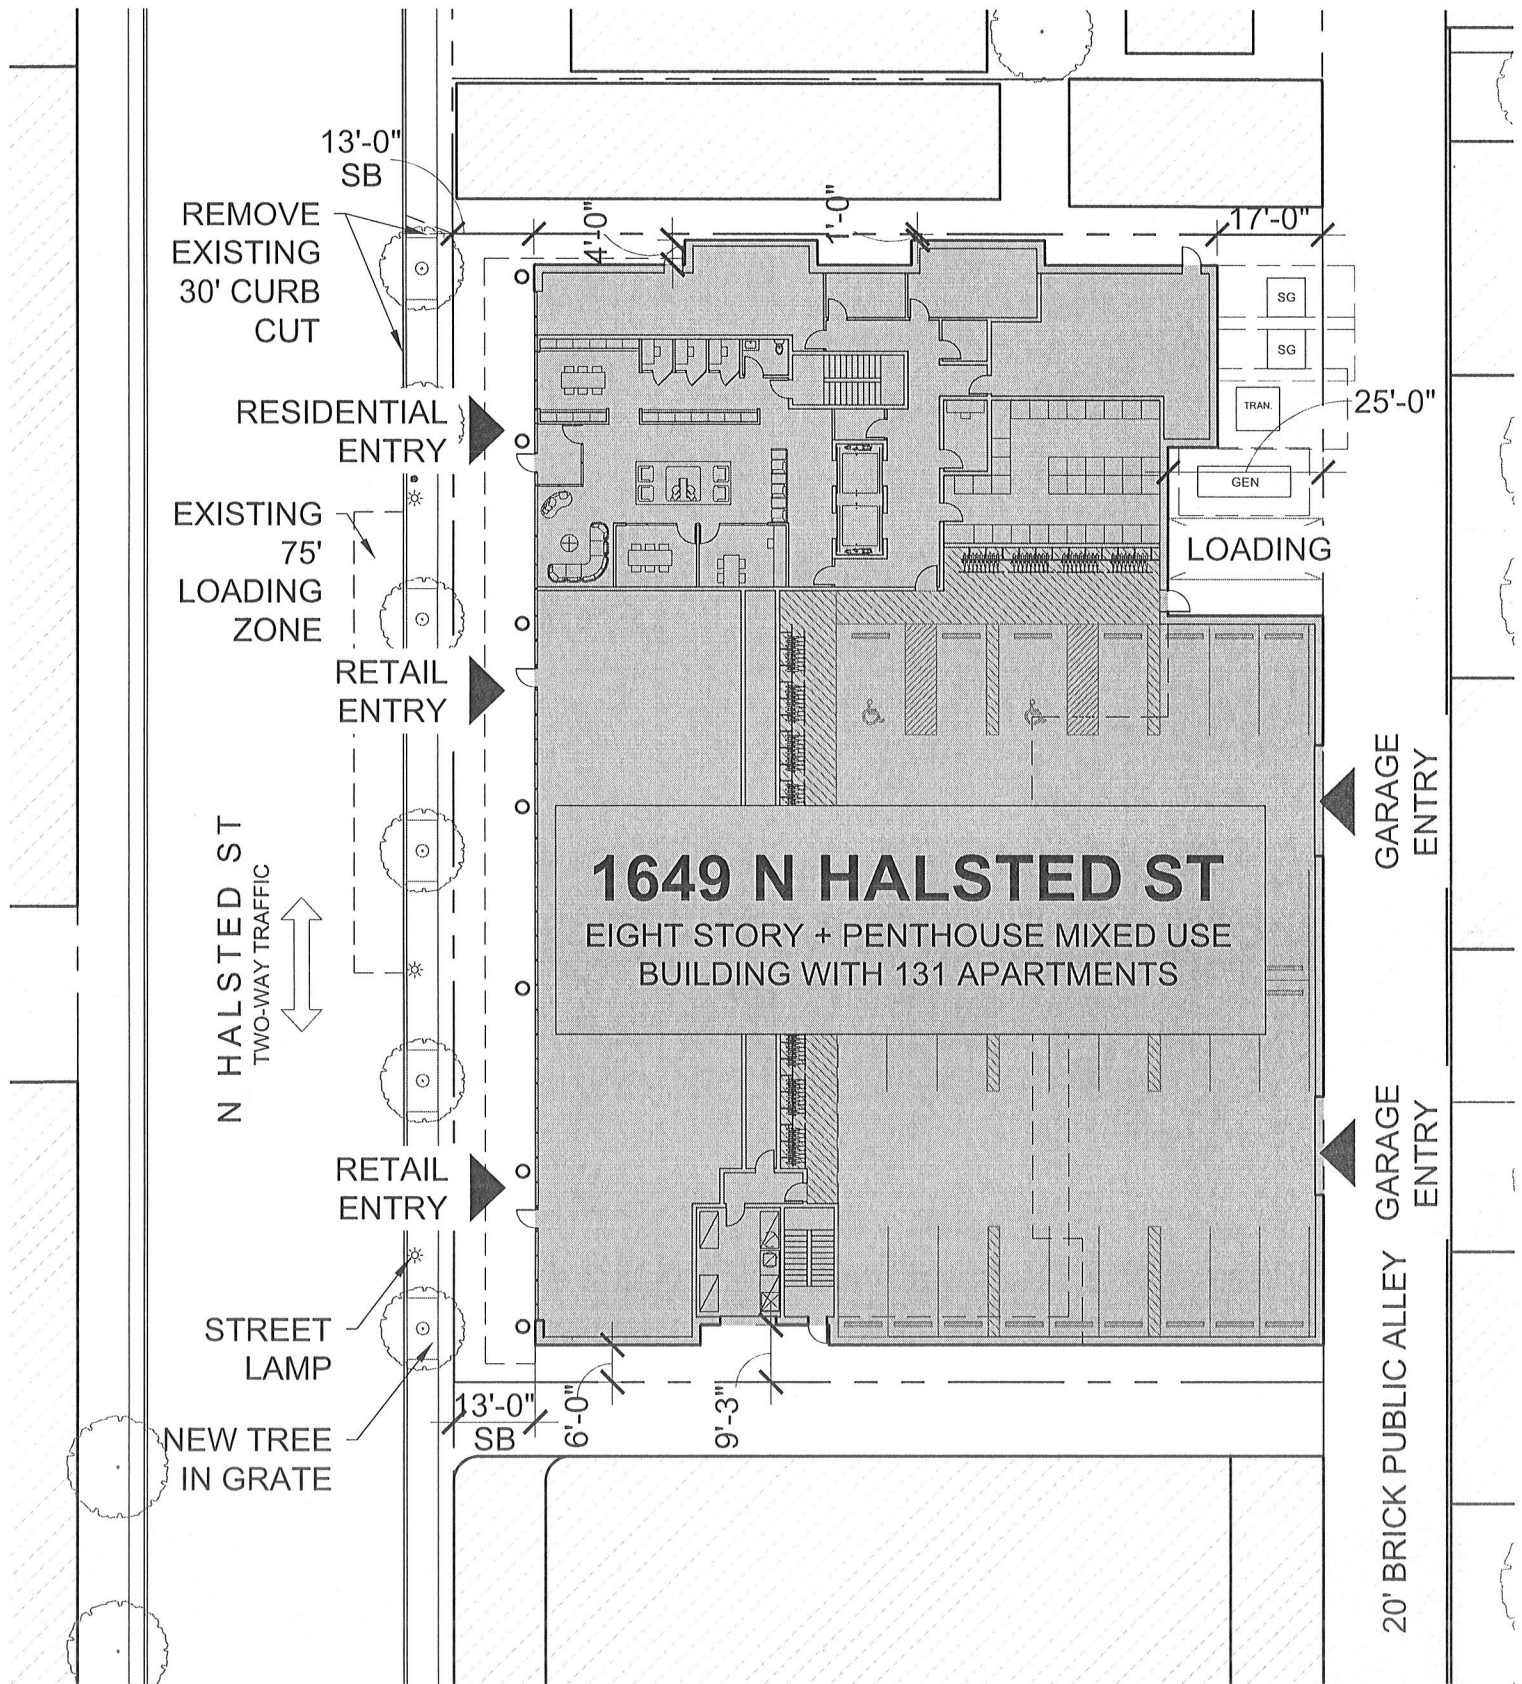 13'-0"
SB
REMOVE
EXISTING
30' CURB
CUT
4'-0"
1'-0"
17'-0"
SG
SG
TRAN.
25'-0"
GEN
LOADING
RESIDENTIAL
ENTRY
EXISTING
75'
LOADING
ZONE
RETAIL
ENTRY
GARAGE
ENTRY
1649 N HALSTED ST
EIGHT STORY + PENTHOUSE MIXED USE
BUILDING WITH 131 APARTMENTS
N HALSTED ST
TWO-WAY TRAFFIC
RETAIL
ENTRY
GARAGE
ENTRY
STREET
LAMP
NEW TREE
IN GRATE
13'-0"
SB
6'-0"
9'-3"
20' BRICK PUBLIC ALLEY